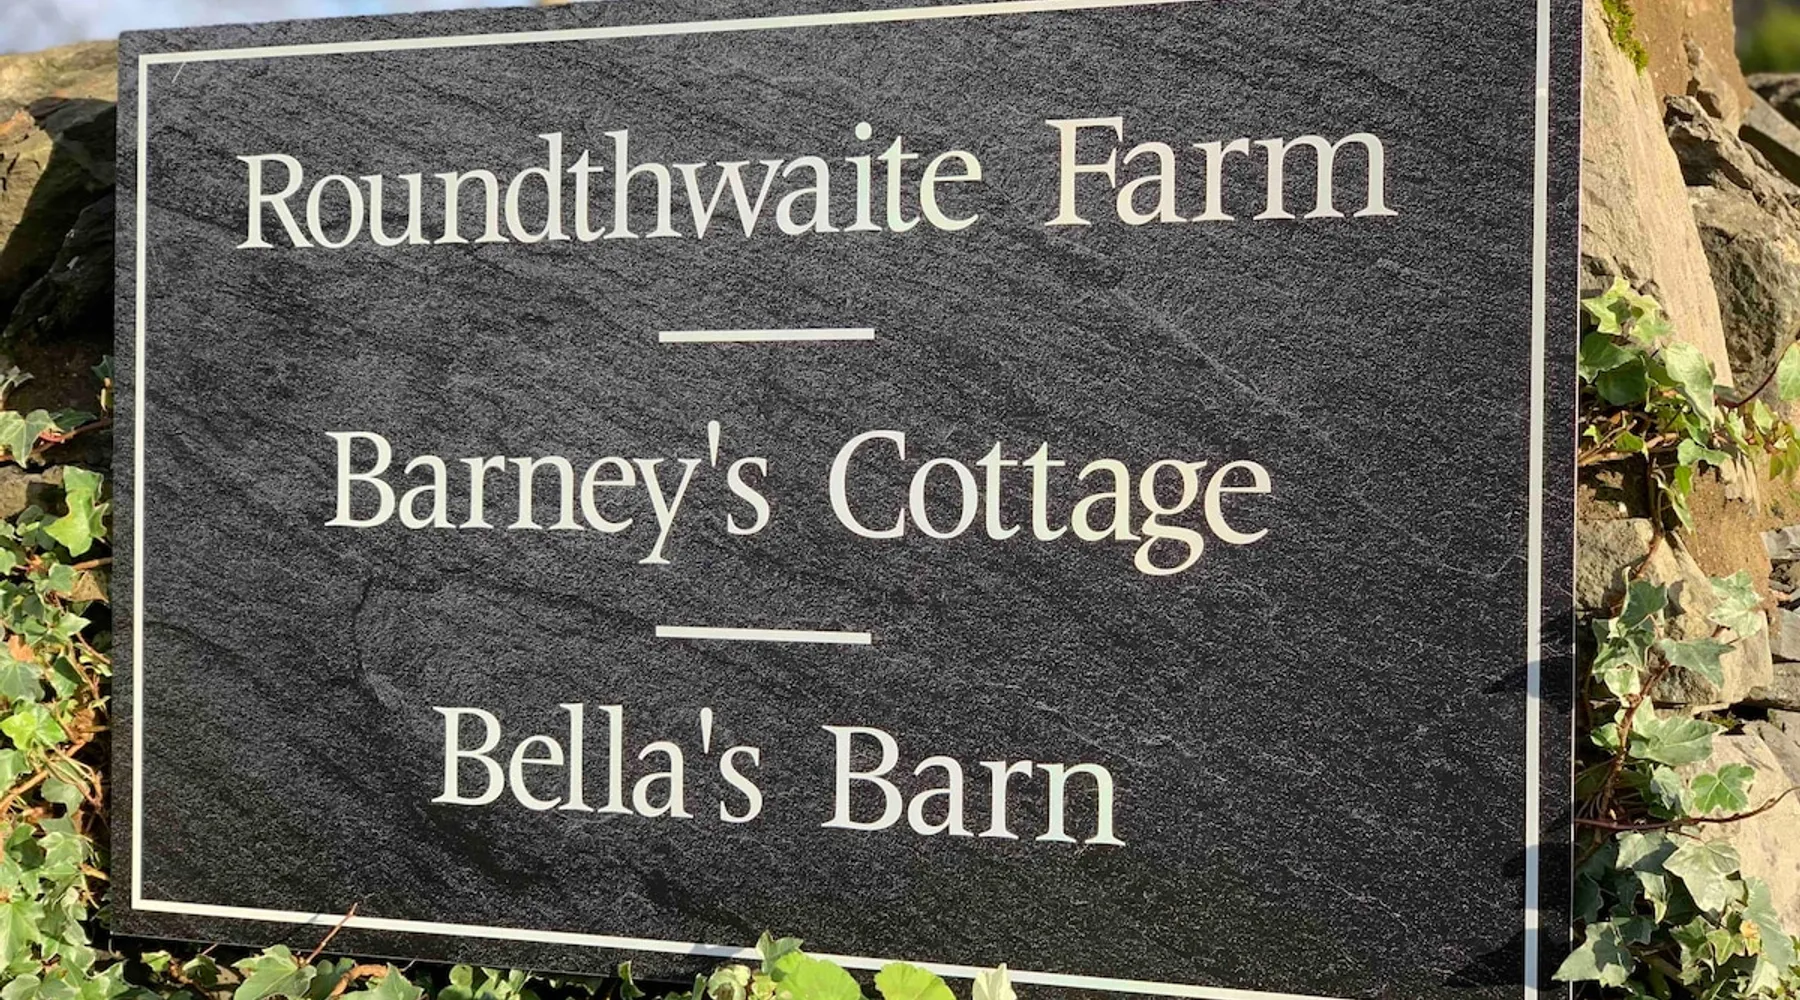 Roundthwaite Farm
Barney's Cottage
Bella's Barn